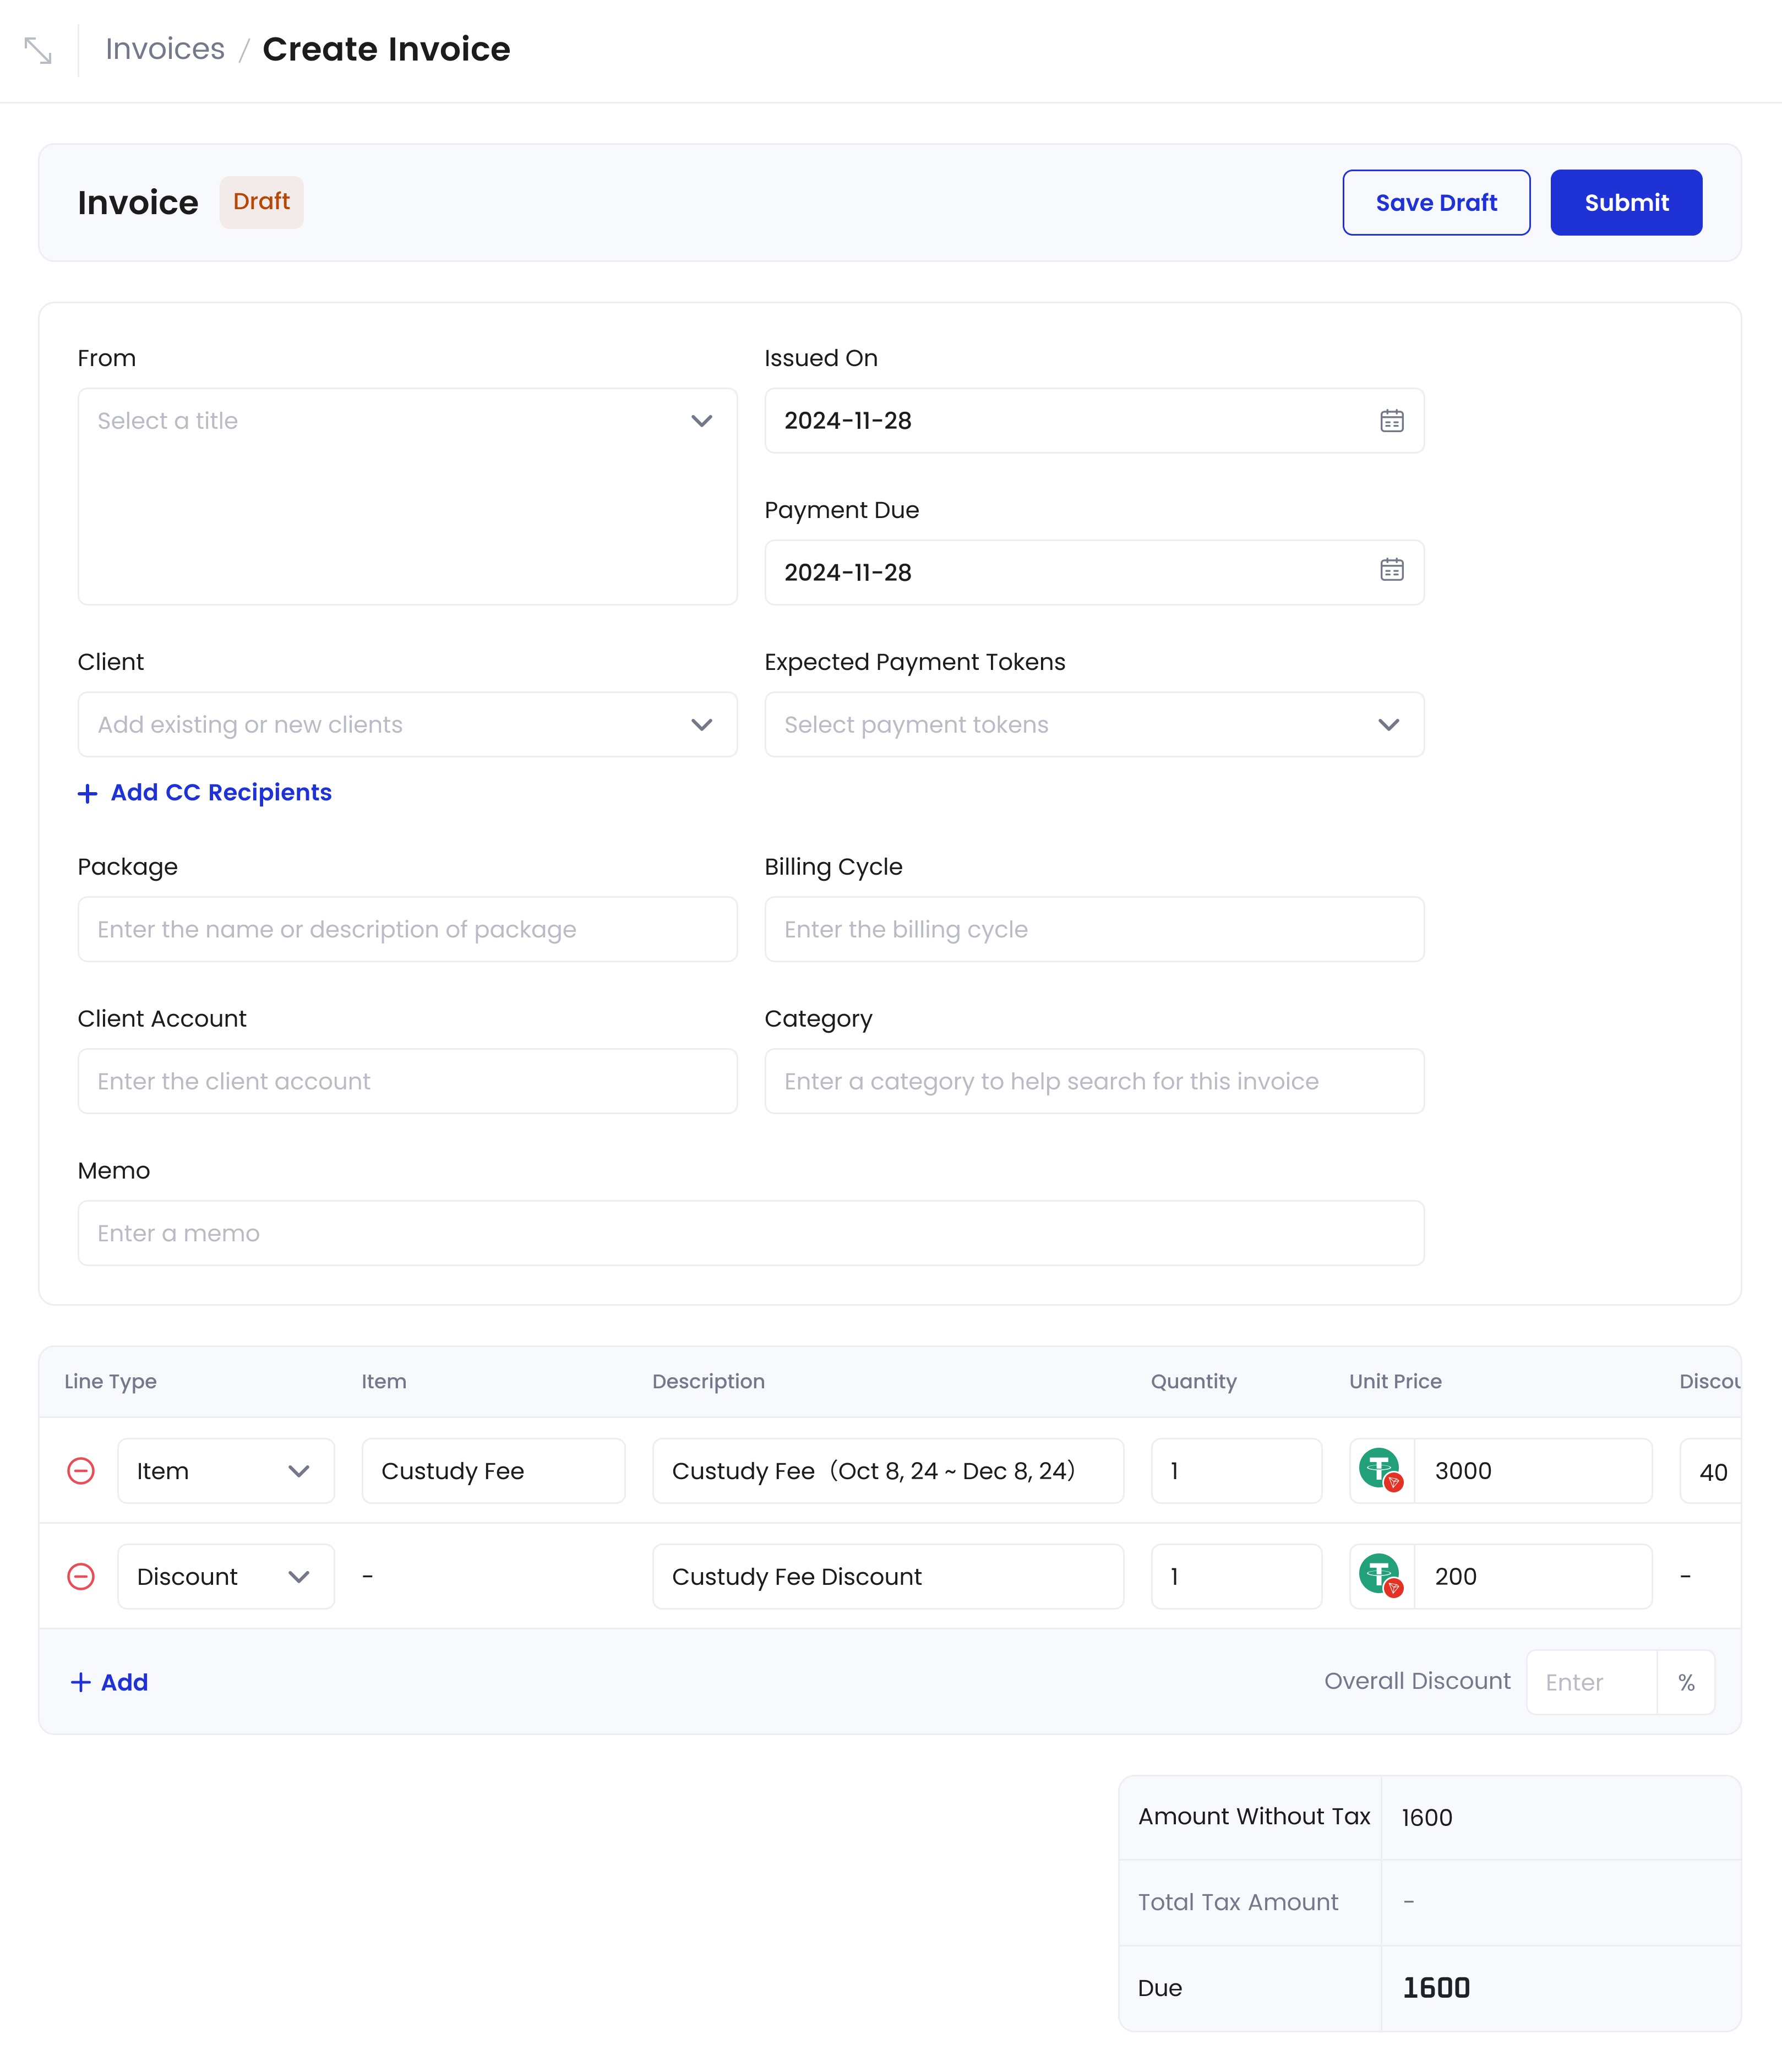 Invoices / Create Invoice
Invoice Draft Save Draft Submit
From Issued On
Select a title 2024-11-28
Payment Due
2024-11-28
Client Expected Payment Tokens
Add existing or new clients Select payment tokens
+ Add CC Recipients
Package Billing Cycle
Enter the name or description of package Enter the billing cycle
Client Account Category
Enter the client account Enter a category to help search for this invoice
Memo
Enter a memo
Line Type Item Description Quantity Unit Price Discou
Item Custudy Fee Custudy Fee（Oct 8, 24 ~ Dec 8, 24） 1 3000 40
Discount - Custudy Fee Discount 1 200 -
+ Add Overall Discount Enter %
Amount Without Tax 1600
Total Tax Amount -
Due 1600